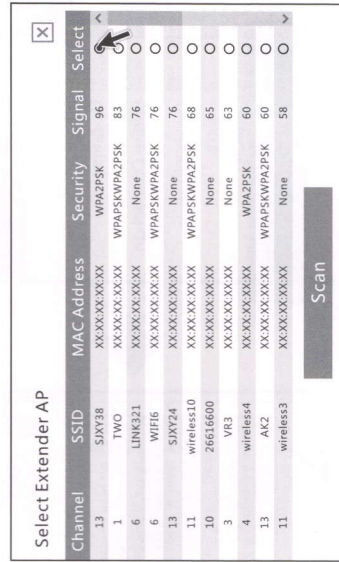 Select Extender AP
Channel SSID MAC Address Security Signal Select
13 SJXY38 XX:XX:XX:XX:XX WPA2PSK 96
1 TWO XX:XX:XX:XX:XX WPAPSKWPA2PSK 83
6 LINK321 XX:XX:XX:XX:XX None 76
6 WIFI6 XX:XX:XX:XX:XX WPAPSKWPA2PSK 76
13 SJXY24 XX:XX:XX:XX:XX None 76
11 wireless10 XX:XX:XX:XX:XX WPAPSKWPA2PSK 68
10 26616600 XX:XX:XX:XX:XX None 65
3 VR3 XX:XX:XX:XX:XX None 63
4 wireless4 XX:XX:XX:XX:XX WPA2PSK 60
13 AK2 XX:XX:XX:XX:XX WPAPSKWPA2PSK 60
11 wireless3 XX:XX:XX:XX:XX None 58
Scan